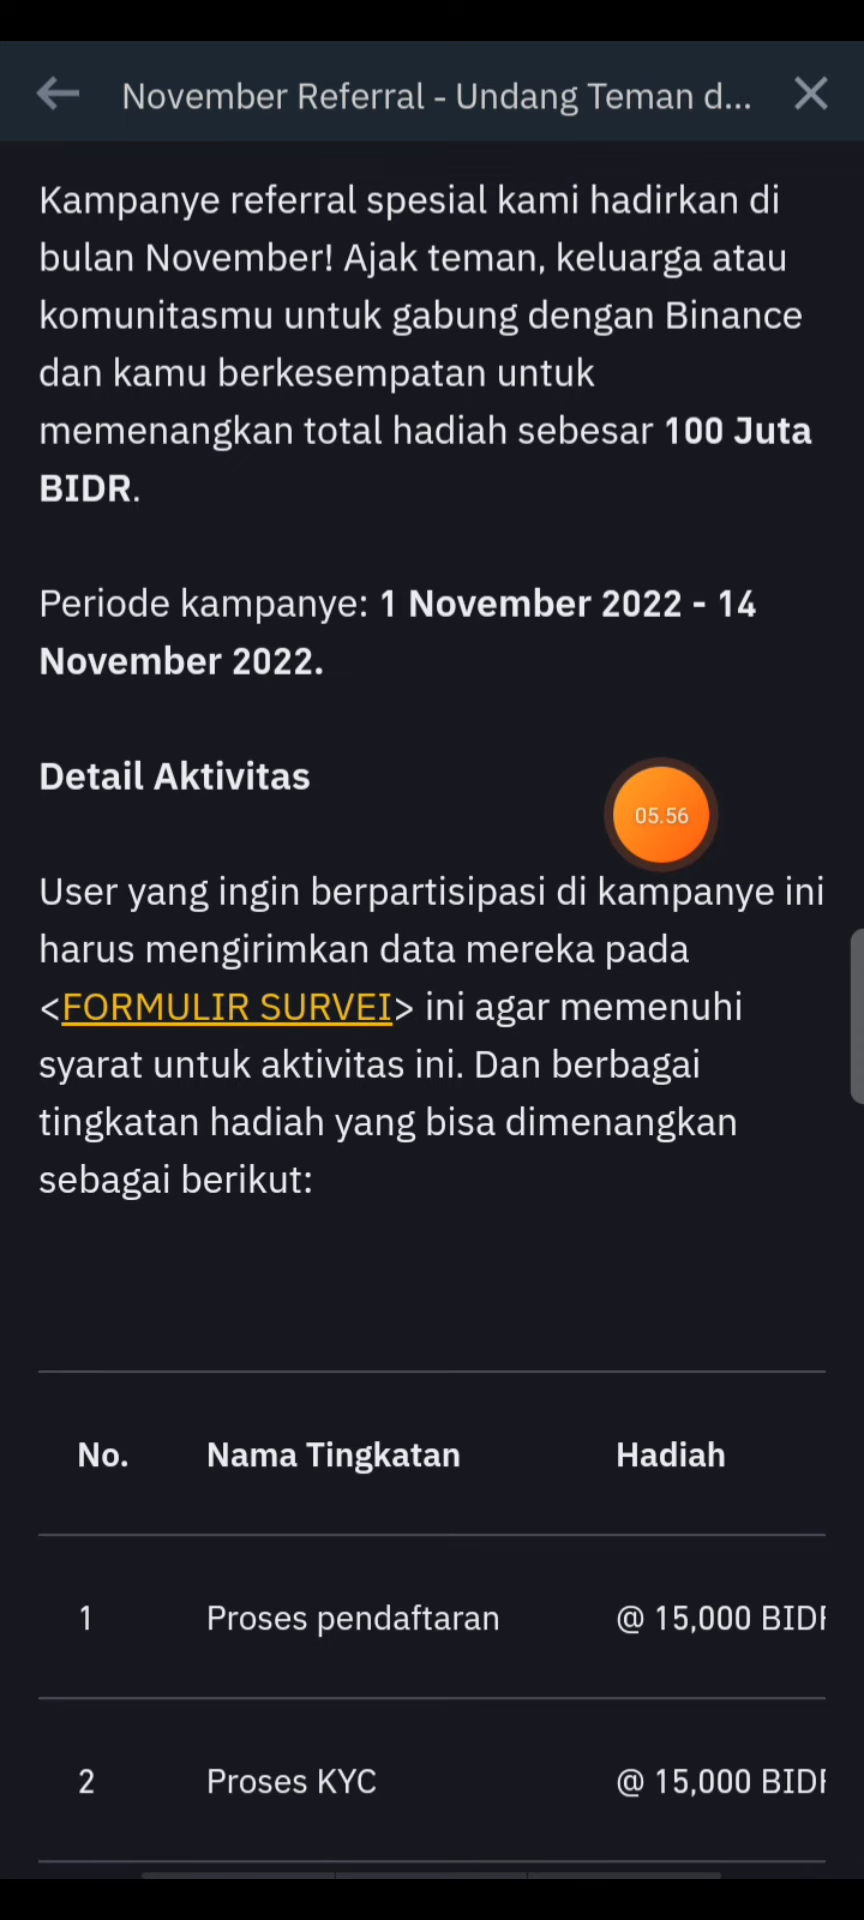 November Referral - Undang Teman d...
Kampanye referral spesial kami hadirkan di
bulan November! Ajak teman, keluarga atau
komunitasmu untuk gabung dengan Binance
dan kamu berkesempatan untuk
memenangkan total hadiah sebesar 100 Juta
BIDR.
Periode kampanye: 1 November 2022 - 14
November 2022.
Detail Aktivitas
05.56
User yang ingin berpartisipasi di kampanye ini
harus mengirimkan data mereka pada
<FORMULIR SURVEI> ini agar memenuhi
syarat untuk aktivitas ini. Dan berbagai
tingkatan hadiah yang bisa dimenangkan
sebagai berikut:
No. Nama Tingkatan Hadiah
1 Proses pendaftaran @ 15,000 BID
2 Proses KYC @ 15,000 BID